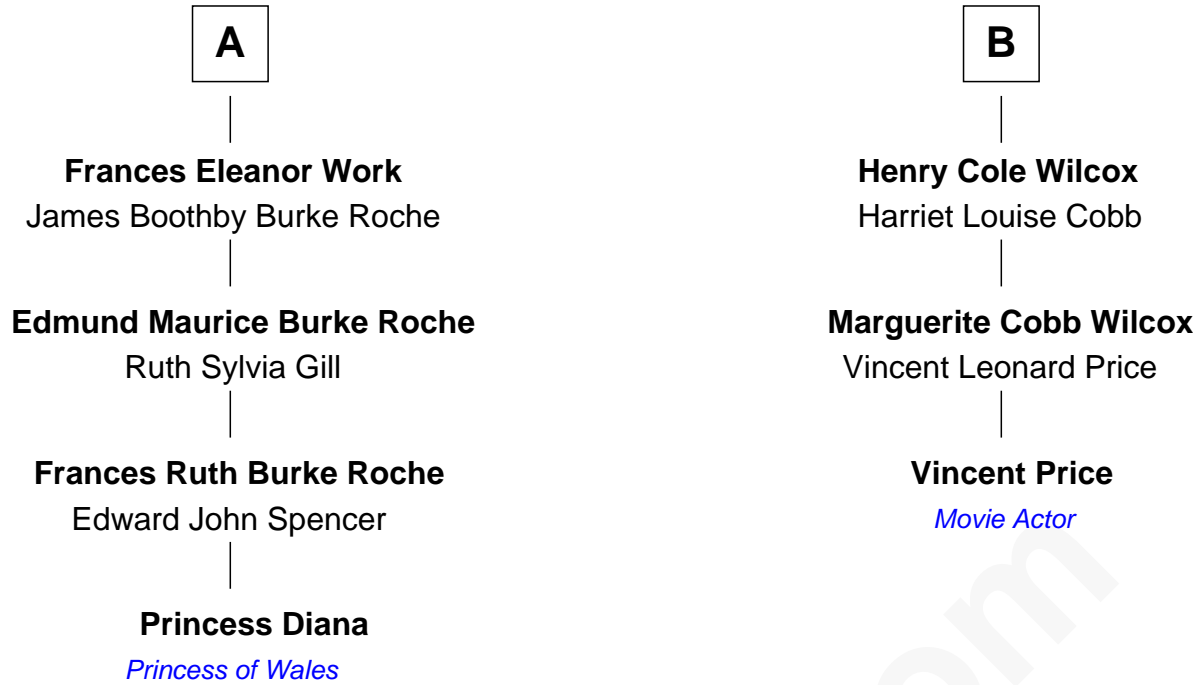 A
Frances Eleanor Work
James Boothby Burke Roche
Edmund Maurice Burke Roche
Ruth Sylvia Gill
Frances Ruth Burke Roche
Edward John Spencer
Princess Diana
Princess of Wales
B
Henry Cole Wilcox
Harriet Louise Cobb
Marguerite Cobb Wilcox
Vincent Leonard Price
Vincent Price
Movie Actor
om